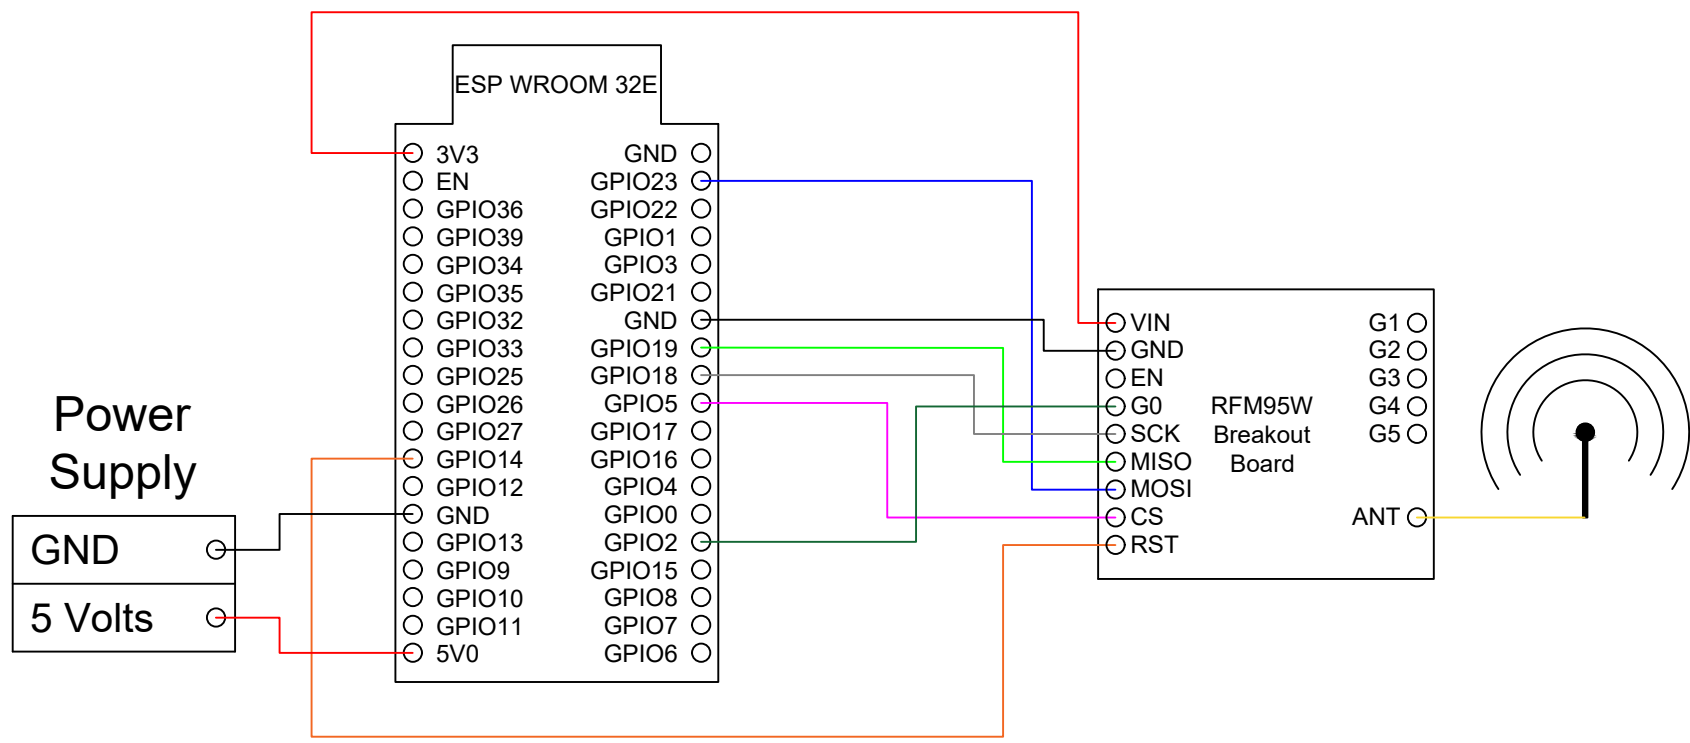 ESP WROOM 32E
3V3
EN
GPIO36
GPIO39
GPIO34
GPIO35
GPIO32
GPIO33
GPIO25
GPIO26
GPIO27
GPIO14
GPIO12
GND
GPIO13
GPIO9
GPIO10
GPIO11
5V0
GND
GPIO23
GPIO22
GPIO1
GPIO3
GPIO21
GND
GPIO19
GPIO18
GPIO5
GPIO17
GPIO16
GPIO4
GPIO0
GPIO2
GPIO15
GPIO8
GPIO7
GPIO6
Power
Supply
GND
5 Volts
VIN
GND
EN
G0
SCK
MISO
MOSI
CS
RST
RFM95W
Breakout
Board
G1
G2
G3
G4
G5
ANT